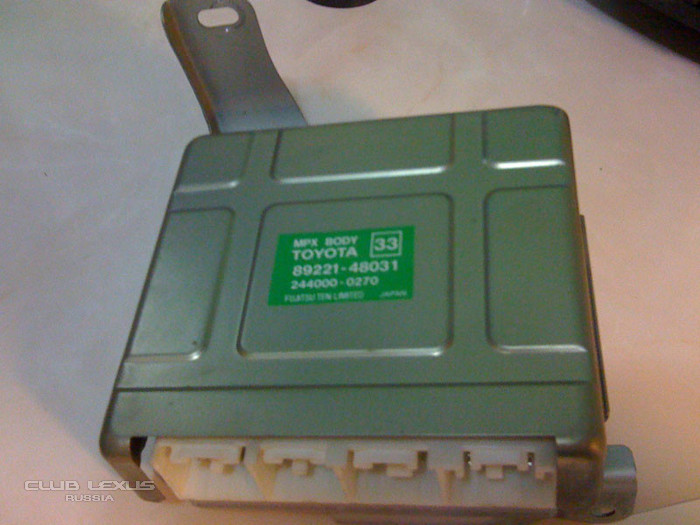 MPX BODY 33
TOYOTA
89221-48031
244000-0270
FUJITSU TEN LIMITED JAPAN
CLUB LEXUS
RUSSIA